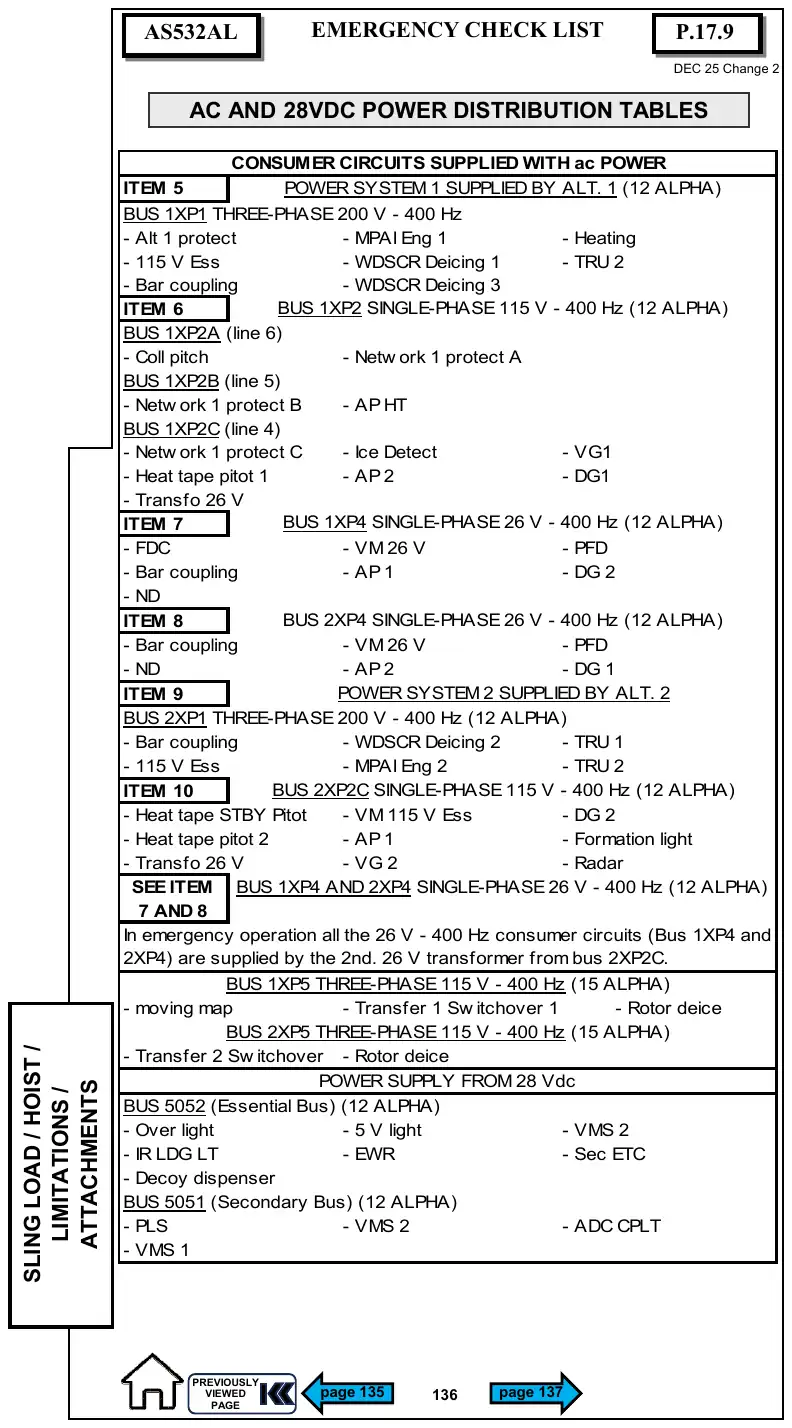 AS532AL EMERGENCY CHECK LIST P.17.9
DEC 25 Change 2
AC AND 28VDC POWER DISTRIBUTION TABLES
CONSUMER CIRCUITS SUPPLIED WITH ac POWER
ITEM 5 POWER SYSTEM 1 SUPPLIED BY ALT. 1 (12 ALPHA)
BUS 1XP1 THREE-PHASE 200 V - 400 Hz
- Alt 1 protect - MPAI Eng 1 - Heating
- 115 V Ess - WDSCR Deicing 1 - TRU 2
- Bar coupling - WDSCR Deicing 3
ITEM 6 BUS 1XP2 SINGLE-PHASE 115 V - 400 Hz (12 ALPHA)
BUS 1XP2A (line 6)
- Coll pitch - Network 1 protect A
BUS 1XP2B (line 5)
- Network 1 protect B - AP HT
BUS 1XP2C (line 4)
- Network 1 protect C - Ice Detect - VG1
- Heat tape pitot 1 - AP 2 - DG1
- Transfo 26 V
ITEM 7 BUS 1XP4 SINGLE-PHASE 26 V - 400 Hz (12 ALPHA)
- FDC - VM 26 V - PFD
- Bar coupling - AP 1 - DG 2
- ND
ITEM 8 BUS 2XP4 SINGLE-PHASE 26 V - 400 Hz (12 ALPHA)
- Bar coupling - VM 26 V - PFD
- ND - AP 2 - DG 1
ITEM 9 POWER SYSTEM 2 SUPPLIED BY ALT. 2
BUS 2XP1 THREE-PHASE 200 V - 400 Hz (12 ALPHA)
- Bar coupling - WDSCR Deicing 2 - TRU 1
- 115 V Ess - MPAI Eng 2 - TRU 2
ITEM 10 BUS 2XP2C SINGLE-PHASE 115 V - 400 Hz (12 ALPHA)
- Heat tape STBY Pitot - VM 115 V Ess - DG 2
- Heat tape pitot 2 - AP 1 - Formation light
- Transfo 26 V - VG 2 - Radar
SEE ITEM BUS 1XP4 AND 2XP4 SINGLE-PHASE 26 V - 400 Hz (12 ALPHA)
7 AND 8
In emergency operation all the 26 V - 400 Hz consumer circuits (Bus 1XP4 and
2XP4) are supplied by the 2nd. 26 V transformer from bus 2XP2C.
BUS 1XP5 THREE-PHASE 115 V - 400 Hz (15 ALPHA)
- moving map - Transfer 1 Switchover 1 - Rotor deice
BUS 2XP5 THREE-PHASE 115 V - 400 Hz (15 ALPHA)
- Transfer 2 Switchover - Rotor deice
POWER SUPPLY FROM 28 Vdc
BUS 5052 (Essential Bus) (12 ALPHA)
- Over light - 5 V light - VMS 2
- IR LDG LT - EWR - Sec ETC
- Decoy dispenser
BUS 5051 (Secondary Bus) (12 ALPHA)
- PLS - VMS 2 - ADC CPLT
- VMS 1
SLING LOAD / HOIST /
LIMITATIONS /
ATTACHMENTS
PREVIOUSLY
VIEWED
PAGE
page 135 136 page 137